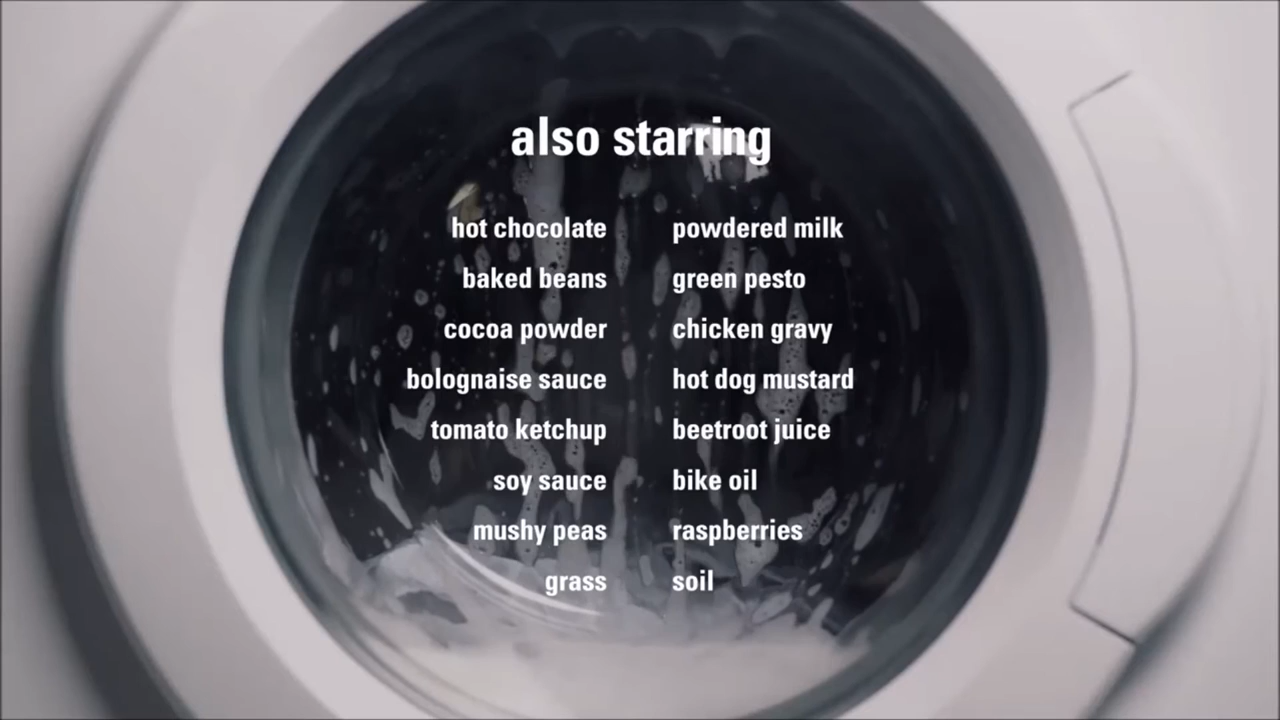 also starring
hot chocolate powdered milk
baked beans green pesto
cocoa powder chicken gravy
bolognaise sauce hot dog mustard
tomato ketchup beetroot juice
soy sauce bike oil
mushy peas raspberries
grass soil